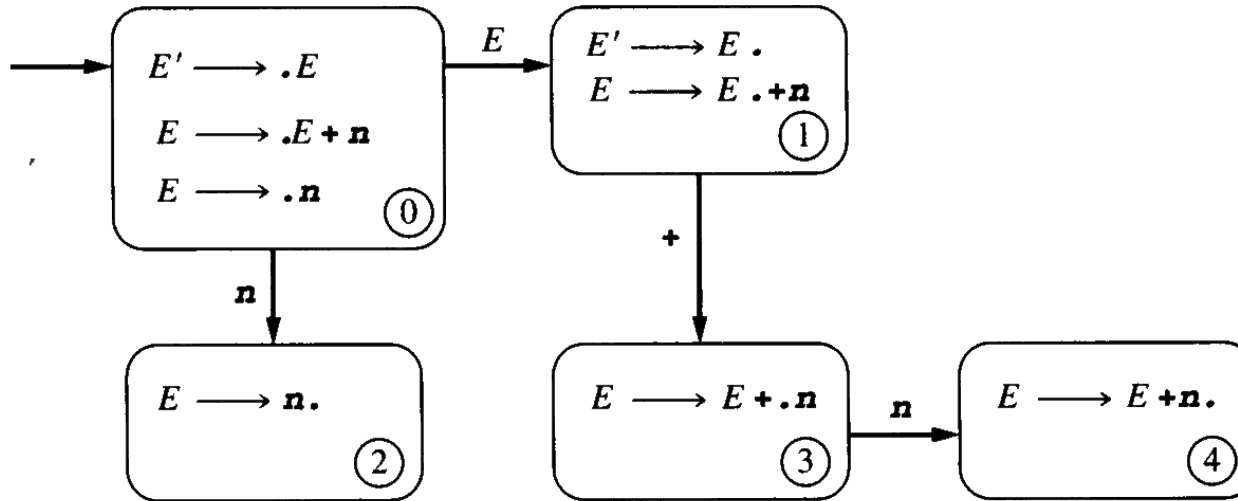 E' ⟶ .E
E ⟶ .E + n
E ⟶ .n
0
E
E' ⟶ E .
E ⟶ E .+n
1
n
+
E ⟶ n.
2
E ⟶ E + .n
3
n
E ⟶ E +n.
4